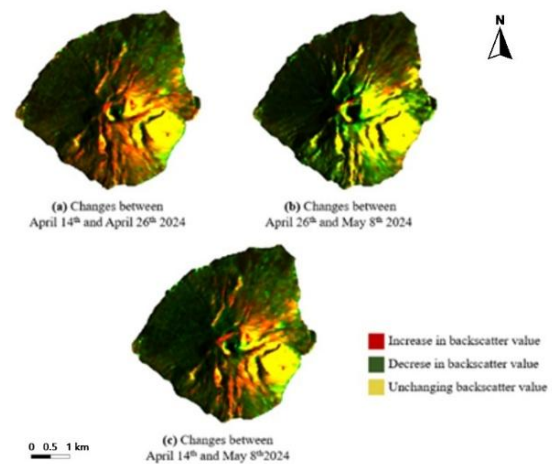 N
(a) Changes between
April 14th and April 26th 2024
(b) Changes between
April 26th and May 8th 2024
(c) Changes between
April 14th and May 8th2024
Increase in backscatter value
Decrese in backscatter value
Unchanging backscatter value
0 0.5 1 km